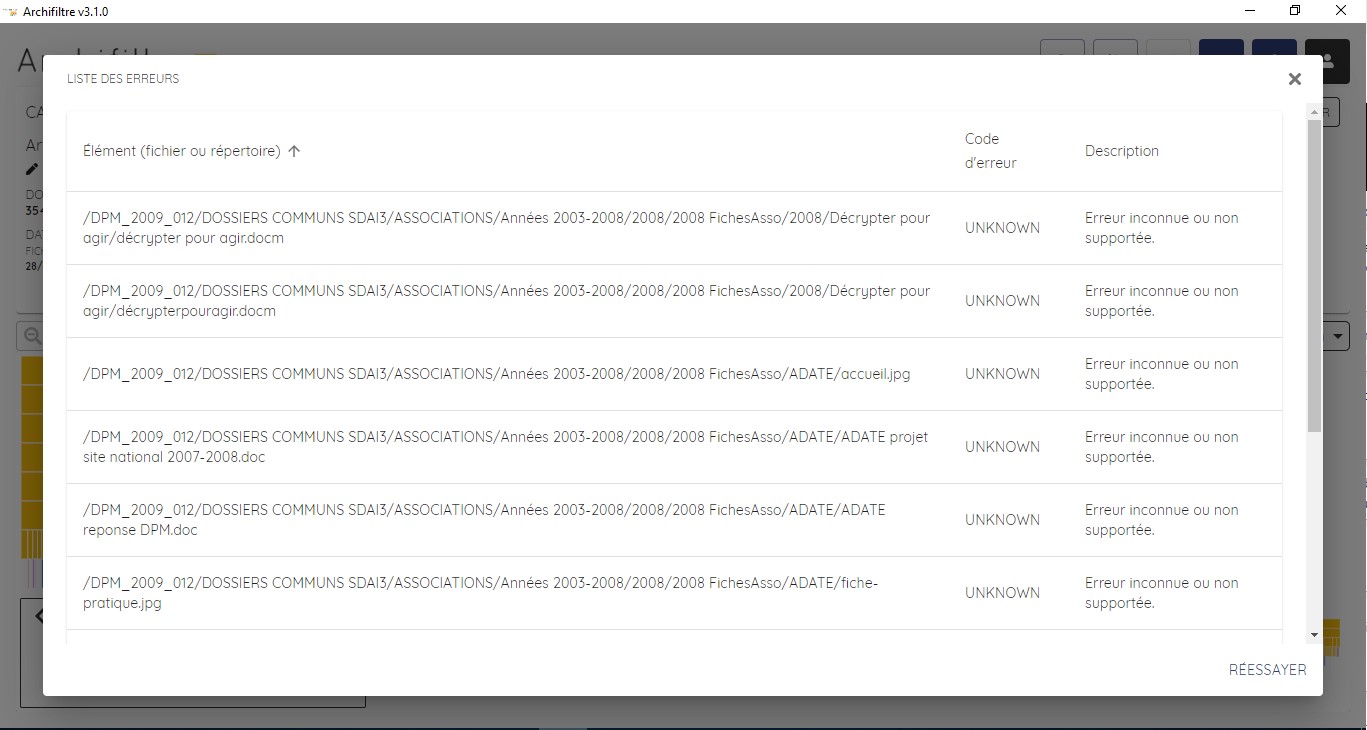 Archifiltre v3.1.0
LISTE DES ERREURS
CA
R
Ar
Élément (fichier ou répertoire)
Code
d'erreur
Description
DO
354
DA
FIC
28/
/DPM_2009_012/DOSSIERS COMMUNS SDAI3/ASSOCIATIONS/Années 2003-2008/2008/2008 FichesAsso/2008/Décrypter pour
agir/décrypter pour agir.docm
UNKNOWN
Erreur inconnue ou non
supportée.
/DPM_2009_012/DOSSIERS COMMUNS SDAI3/ASSOCIATIONS/Années 2003-2008/2008/2008 FichesAsso/2008/Décrypter pour
agir/décrypterpouragir.docm
UNKNOWN
Erreur inconnue ou non
supportée.
/DPM_2009_012/DOSSIERS COMMUNS SDAI3/ASSOCIATIONS/Années 2003-2008/2008/2008 FichesAsso/ADATE/accueil.jpg
UNKNOWN
Erreur inconnue ou non
supportée.
/DPM_2009_012/DOSSIERS COMMUNS SDAI3/ASSOCIATIONS/Années 2003-2008/2008/2008 FichesAsso/ADATE/ADATE projet
site national 2007-2008.doc
UNKNOWN
Erreur inconnue ou non
supportée.
/DPM_2009_012/DOSSIERS COMMUNS SDAI3/ASSOCIATIONS/Années 2003-2008/2008/2008 FichesAsso/ADATE/ADATE
reponse DPM.doc
UNKNOWN
Erreur inconnue ou non
supportée.
/DPM_2009_012/DOSSIERS COMMUNS SDAI3/ASSOCIATIONS/Années 2003-2008/2008/2008 FichesAsso/ADATE/fiche-
pratique.jpg
UNKNOWN
Erreur inconnue ou non
supportée.
RÉESSAYER